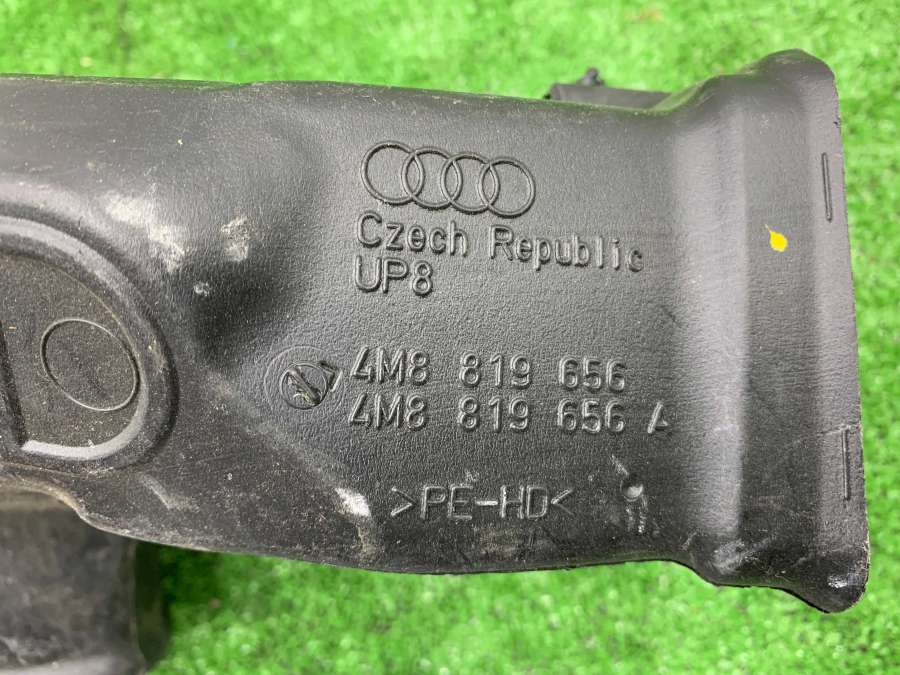 Czech Republic
UP8
4M8 819 656
4M8 819 656 A
>PE-HD<